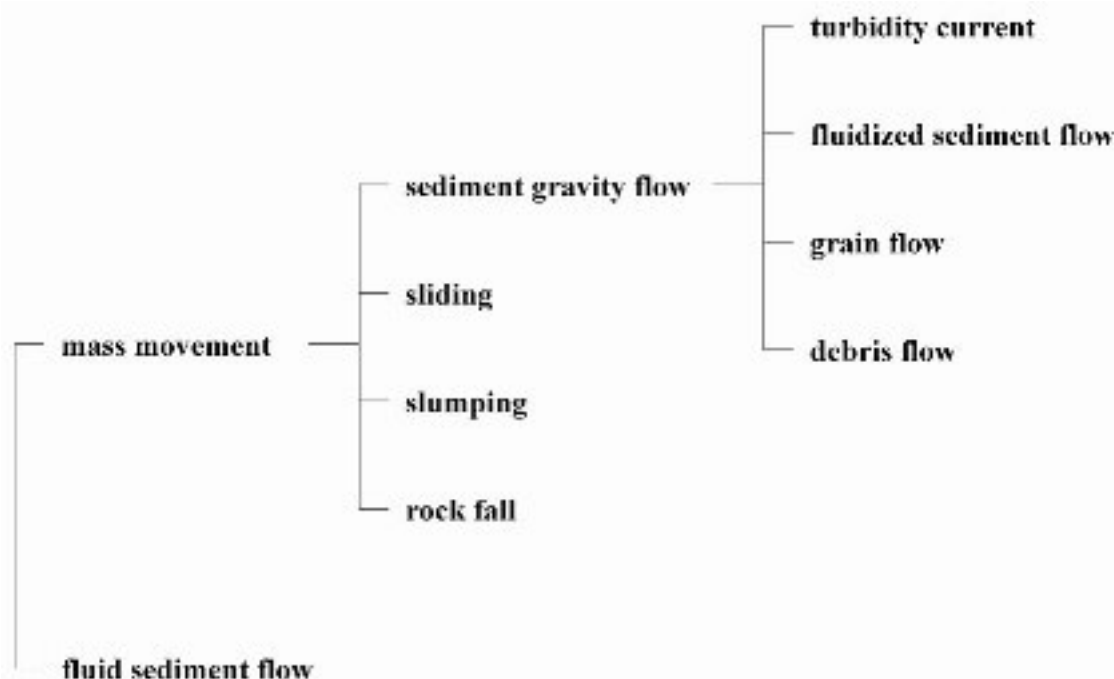 turbidity current
fluidized sediment flow
sediment gravity flow
grain flow
sliding
mass movement
debris flow
slumping
rock fall
fluid sediment flow